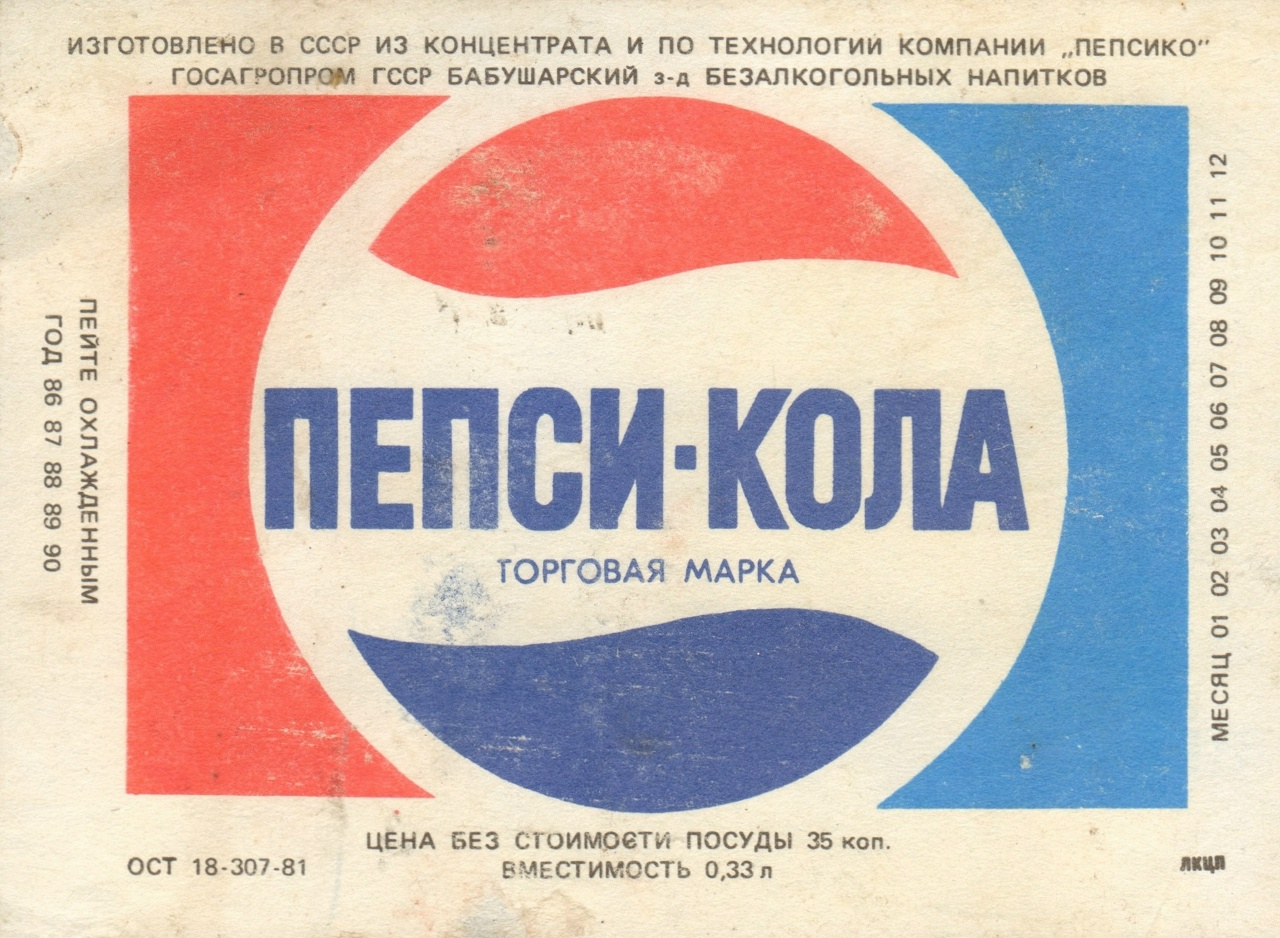 ИЗГОТОВЛЕНО В СССР ИЗ КОНЦЕНТРАТА И ПО ТЕХНОЛОГИИ КОМПАНИИ „ПЕПСИКО"
ГОСАГРОПРОМ ГССР БАБУШАРСКИЙ з-д БЕЗАЛКОГОЛЬНЫХ НАПИТКОВ
ПЕЙТЕ ОХЛАЖДЕННЫМ
ГОД 86 87 88 89 90
ПЕПСИ-КОЛА
ТОРГОВАЯ МАРКА
МЕСЯЦ 01 02 03 04 05 06 07 08 09 10 11 12
ЦЕНА БЕЗ СТОИМОСТИ ПОСУДЫ 35 коп.
ВМЕСТИМОСТЬ 0,33 л
ОСТ 18-307-81
ЛКЦП